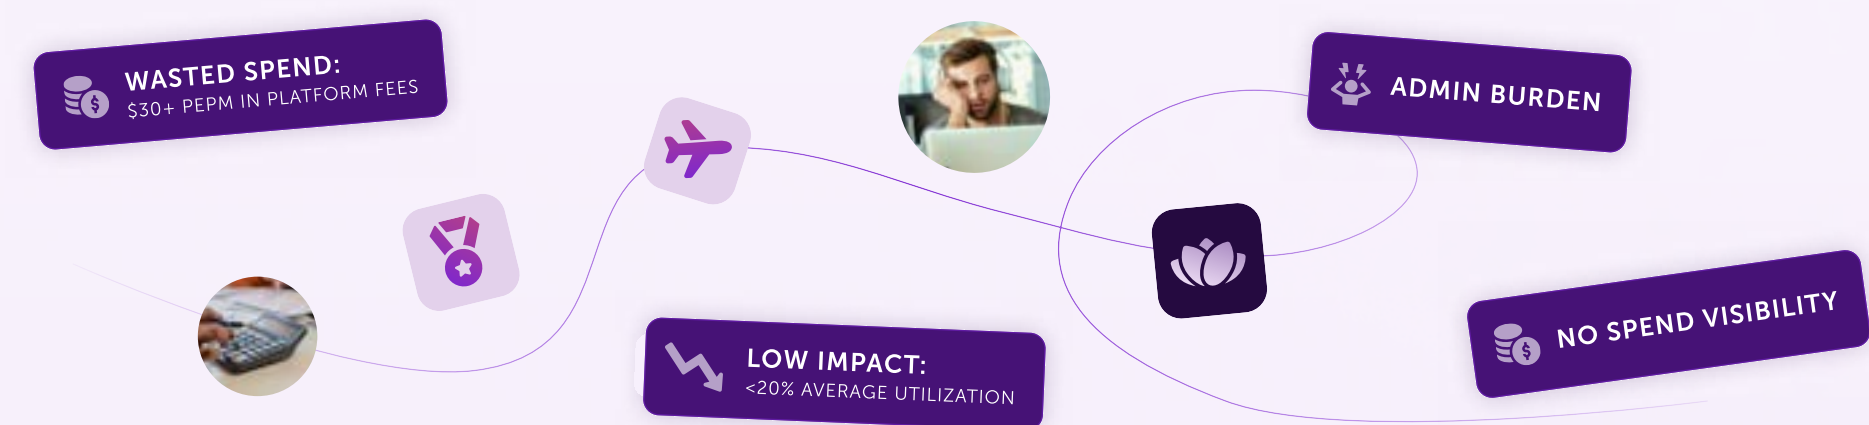 WASTED SPEND:
$30+ PEPM IN PLATFORM FEES
ADMIN BURDEN
NO SPEND VISIBILITY
LOW IMPACT:
<20% AVERAGE UTILIZATION